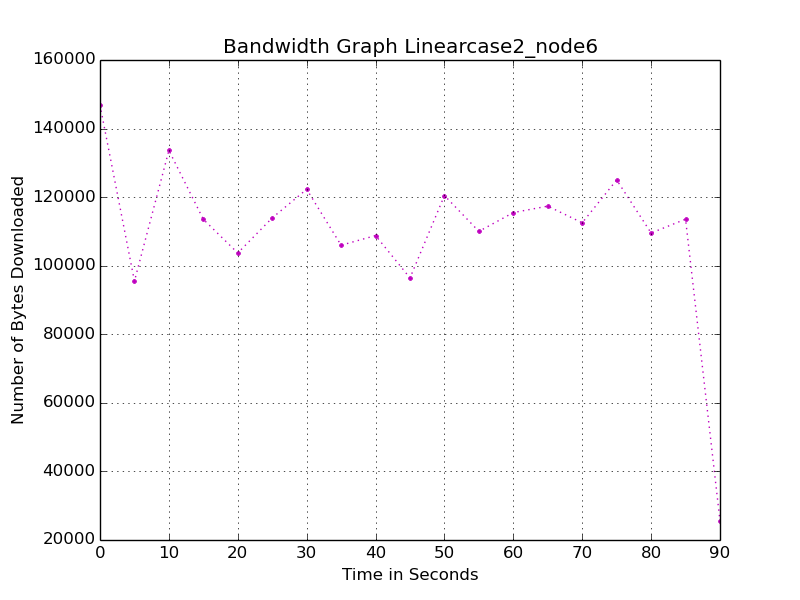 Bandwidth Graph Linearcase2_node6
160000
140000
120000
100000
80000
60000
40000
20000
Number of Bytes Downloaded
0 10 20 30 40 50 60 70 80 90
Time in Seconds